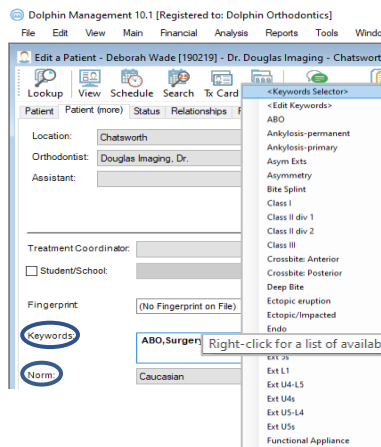 Dolphin Management 10.1 [Registered to: Dolphin Orthodontics]
File Edit View Main Financial Analysis Reports Tools Windo
Edit a Patient - Deborah Wade [190219] - Dr. Douglas Imaging - Chatswort
Lookup View Schedule Search Tx Card
Patient Patient (more) Status Relationships
<Keywords Selector>
<Edit Keywords>
ABO
Ankylosis-permanent
Ankylosis-primary
Asym Exts
Asymmetry
Bite Splint
Class I
Class II div 1
Class II div 2
Class III
Crossbite: Anterior
Crossbite: Posterior
Deep Bite
Ectopic eruption
Ectopic/Impacted
Endo
Ext 5s
Ext L1
Ext U4-L5
Ext U4s
Ext U5-L4
Ext U5s
Functional Appliance
Location: Chatsworth
Orthodontist: Douglas Imaging, Dr.
Assistant:
Treatment Coordinator:
Student/School:
Fingerprint (No Fingerprint on File)
Keywords: ABO,Surgery
Right-click for a list of availab
Norm: Caucasian